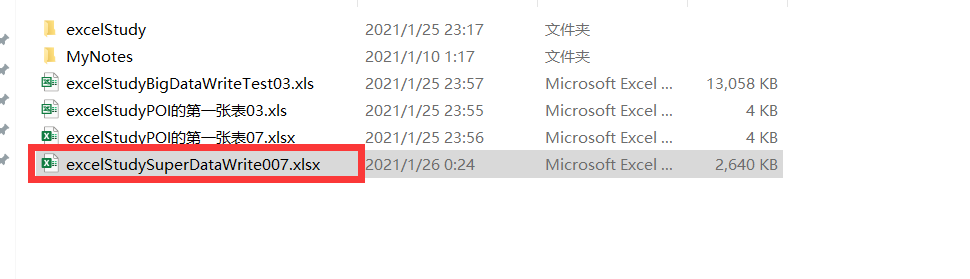 excelStudy 2021/1/25 23:17 文件夹
MyNotes 2021/1/10 1:17 文件夹
excelStudyBigDataWriteTest03.xls 2021/1/25 23:57 Microsoft Excel ... 13,058 KB
excelStudyPOI的第一张表03.xls 2021/1/25 23:55 Microsoft Excel ... 4 KB
excelStudyPOI的第一张表07.xlsx 2021/1/25 23:56 Microsoft Excel ... 4 KB
excelStudySuperDataWrite007.xlsx 2021/1/26 0:24 Microsoft Excel ... 2,640 KB